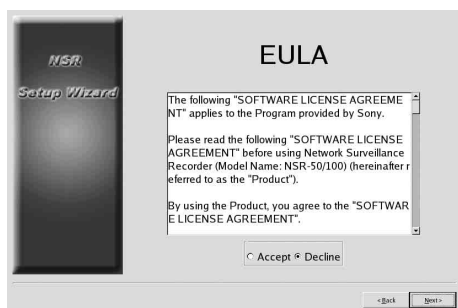 NSR
Setup Wizard
EULA
The following "SOFTWARE LICENSE AGREEME
NT" applies to the Program provided by Sony.
Please read the following "SOFTWARE LICENSE
AGREEMENT" before using Network Surveillance
Recorder (Model Name: NSR-50/100) (hereinafter r
eferred to as the "Product").
By using the Product, you agree to the "SOFTWAR
E LICENSE AGREEMENT".
Accept Decline
<Back Next>